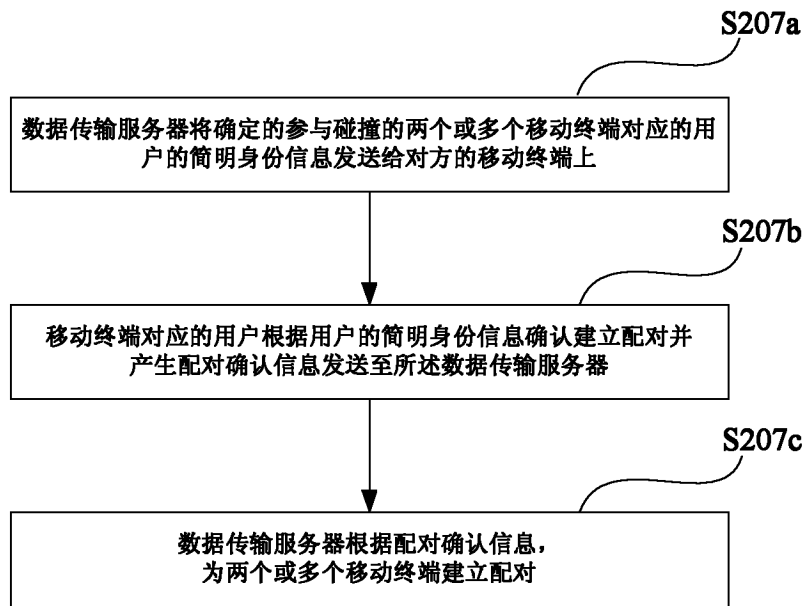 S207a
数据传输服务器将确定的参与碰撞的两个或多个移动终端对应的用
户的简明身份信息发送给对方的移动终端上
S207b
移动终端对应的用户根据用户的简明身份信息确认建立配对并
产生配对确认信息发送至所述数据传输服务器
S207c
数据传输服务器根据配对确认信息，
为两个或多个移动终端建立配对